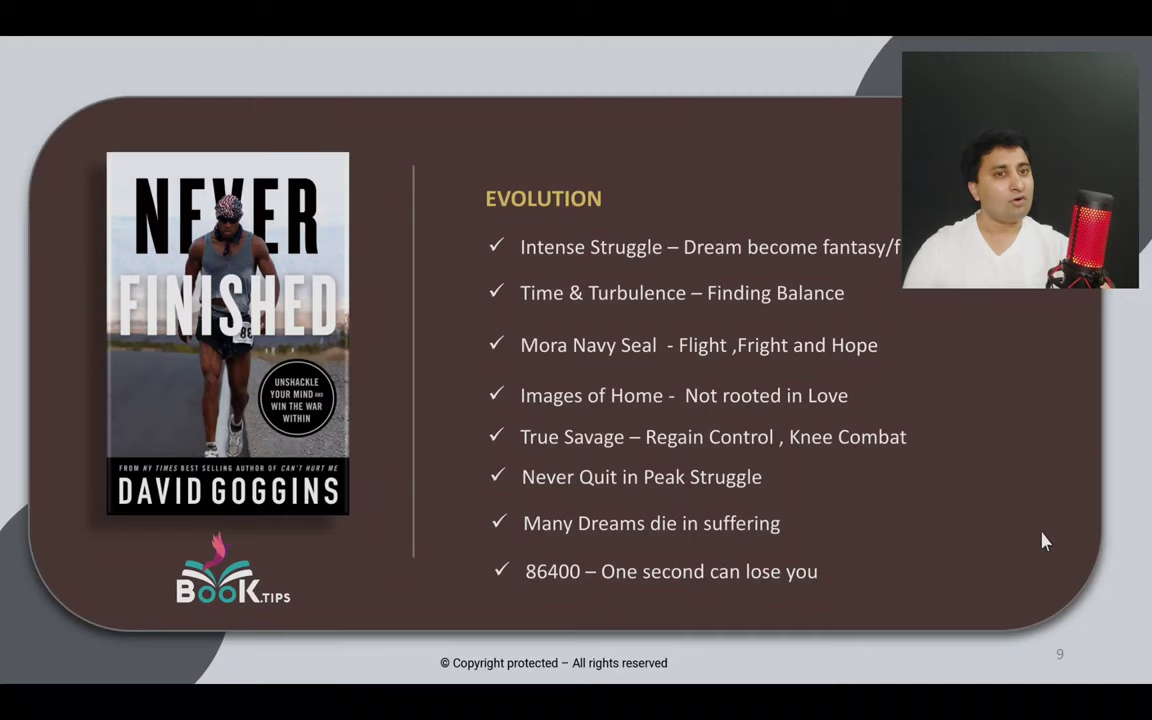 NEVER
FINISHED
UNSHACKLE
YOUR MIND AND
WIN THE WAR
WITHIN
FROM NY TIMES BEST SELLING AUTHOR OF CAN'T HURT ME
DAVID GOGGINS
BOOK.TIPS
EVOLUTION
✓ Intense Struggle – Dream become fantasy/f
✓ Time & Turbulence – Finding Balance
✓ Mora Navy Seal - Flight ,Fright and Hope
✓ Images of Home - Not rooted in Love
✓ True Savage – Regain Control , Knee Combat
✓ Never Quit in Peak Struggle
✓ Many Dreams die in suffering
✓ 86400 – One second can lose you
© Copyright protected – All rights reserved
9